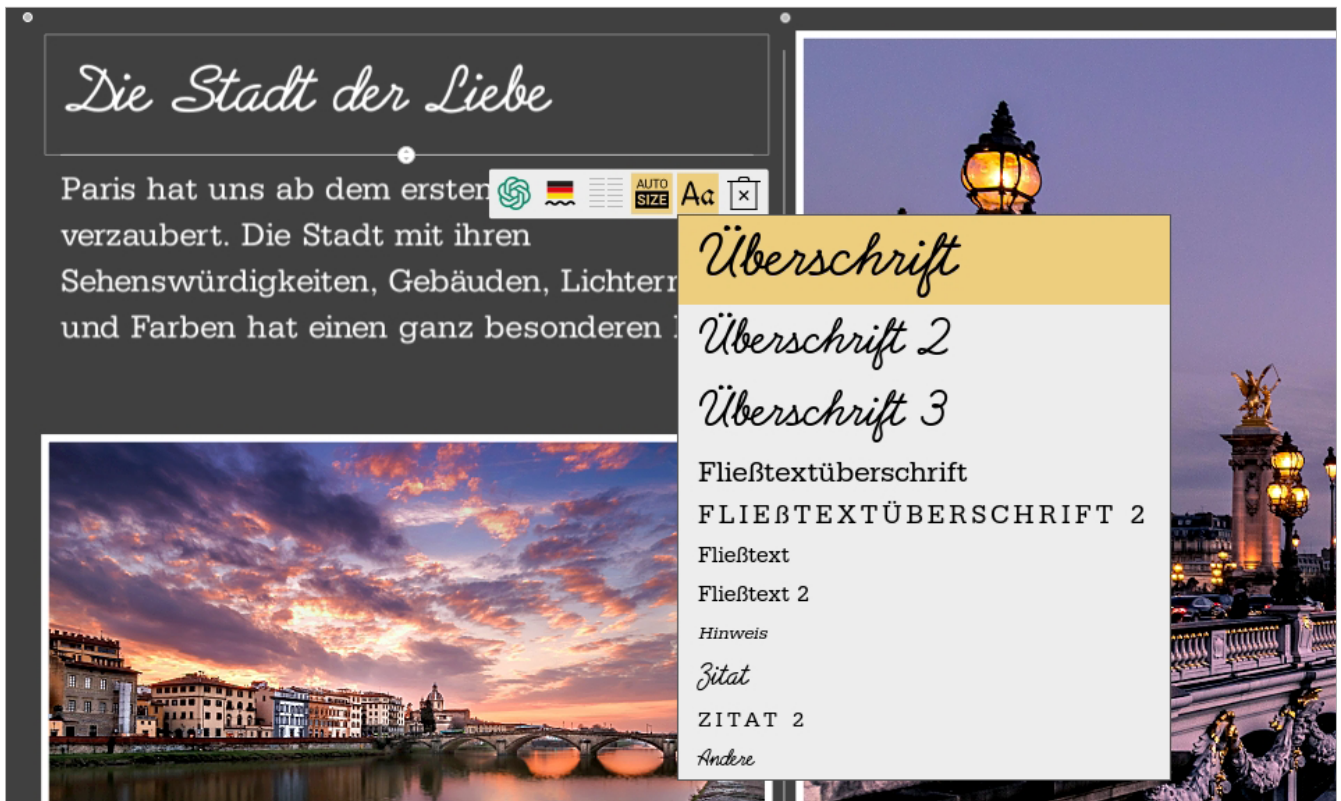 Die Stadt der Liebe
Paris hat uns ab dem ersten
verzaubert. Die Stadt mit ihren
Sehenswürdigkeiten, Gebäuden,
und Farben hat einen ganz besonderen
AUTO
SIZE
Aa
Überschrift
Überschrift 2
Überschrift 3
Fließtextüberschrift
FLIEßTEXTÜBERSCHRIFT 2
Fließtext
Fließtext 2
Hinweis
Zitat
ZITAT 2
Andere